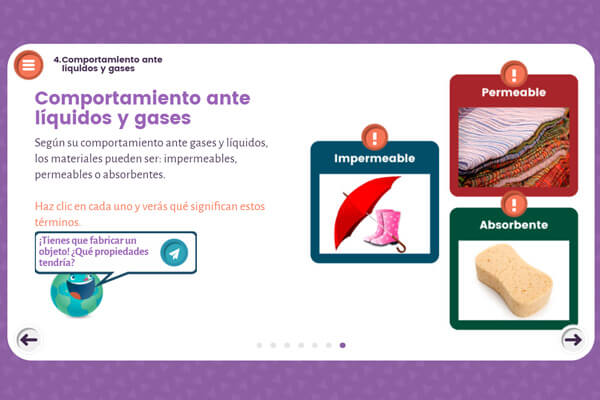 4.Comportamiento ante
líquidos y gases
Comportamiento ante
líquidos y gases
Según su comportamiento ante gases y líquidos,
los materiales pueden ser: impermeables,
permeables o absorbentes.
Haz clic en cada uno y verás qué significan estos
términos.
¡Tienes que fabricar un
objeto! ¿Qué propiedades
tendría?
Impermeable
Permeable
Absorbente